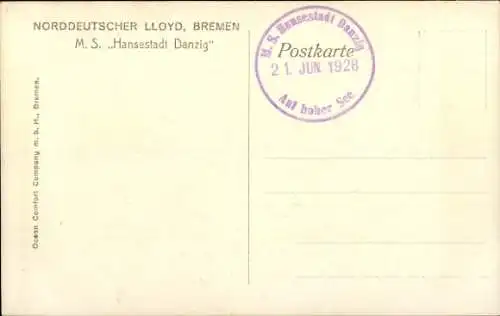 NORDDEUTSCHER LLOYD, BREMEN
M. S. „Hansestadt Danzig"
Ocean Comfort Company m. b. H., Bremen.
M. S. Hansestadt Danzig
Postkarte
21. JUN. 1928
Auf hoher See